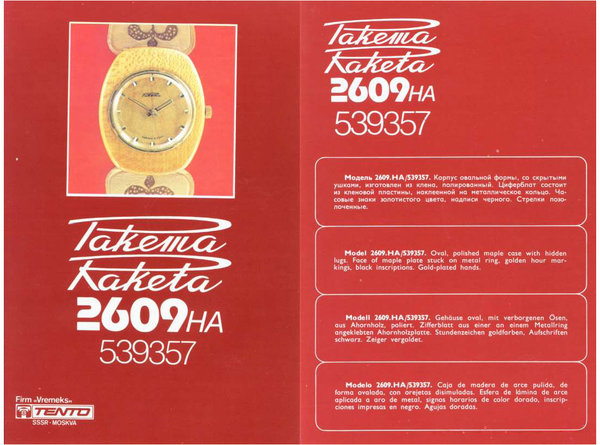 Ракета
Raketa
2609НА
539357
Firm „Vremeks“
TENTO
SSSR-MOSKVA
Ракета
Raketa
2609НА
539357
Модель 2609.НА/539357. Корпус овальной формы, со скрытыми
ушками, изготовлен из клена, полированный. Циферблат состоит
из кленовой пластины, наклеенной на металлическое кольцо. Ча-
совые знаки золотистого цвета, надписи черного. Стрелки позо-
лоченные.
Model 2609.HA/539357. Oval, polished maple case with hidden
lugs. Face of maple plate stuck on metal ring, golden hour mar-
kings, black inscriptions. Gold-plated hands.
Modell 2609.HA/539357. Gehäuse oval, mit verborgenen Ösen,
aus Ahornholz, poliert. Zifferblatt aus einer an einem Metallring
angeklebten Ahornholzplatte. Stundenzeichen goldfarben, Aufschriften
schwarz. Zeiger vergoldet.
Modelo 2609.HA/539357. Caja de madera de arce pulida, de
forma ovalada, con orejetas disimuladas. Esfera de lámina de arce
aplicada a aro de metal, signos horarios de color dorado, inscrip-
ciones impresas en negro. Agujas doradas.